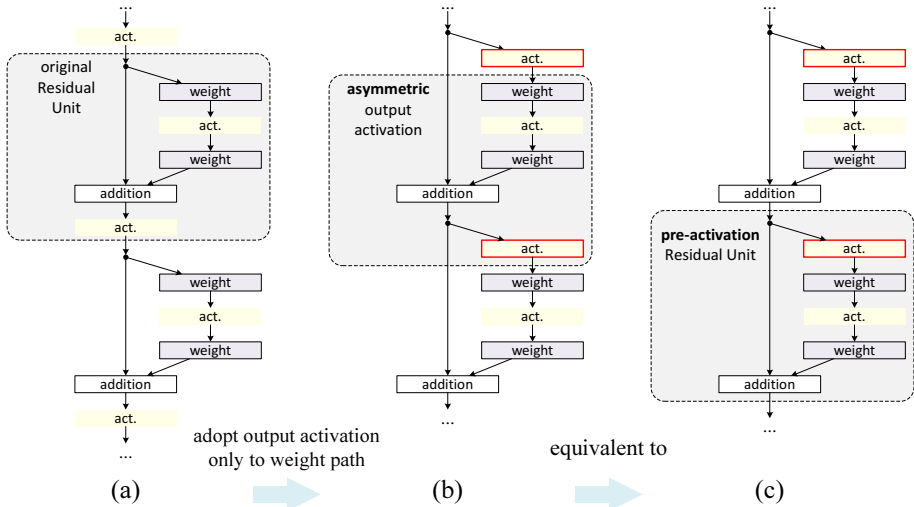 ...
act.
original
Residual
Unit
weight
act.
weight
addition
act.
weight
act.
weight
addition
act.
...
(a)
adopt output activation
only to weight path
...
act.
asymmetric
output
activation
weight
act.
weight
addition
act.
weight
act.
weight
addition
...
(b)
equivalent to
...
act.
weight
act.
weight
addition
pre-activation
Residual Unit
act.
weight
act.
weight
addition
...
(c)